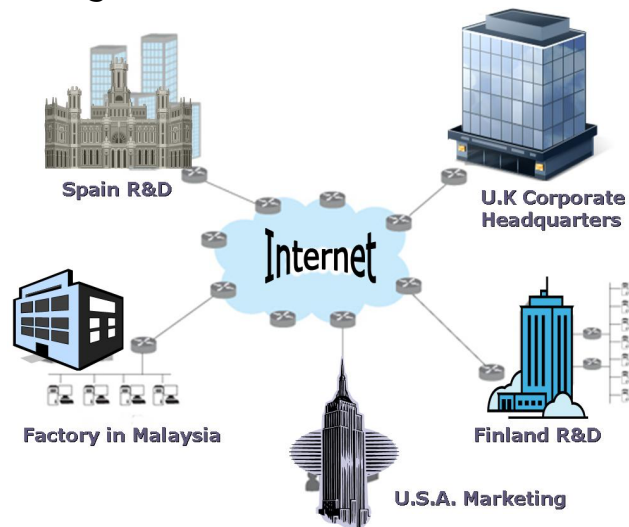 Spain R&D
U.K Corporate
Headquarters
Internet
Factory in Malaysia
Finland R&D
U.S.A. Marketing